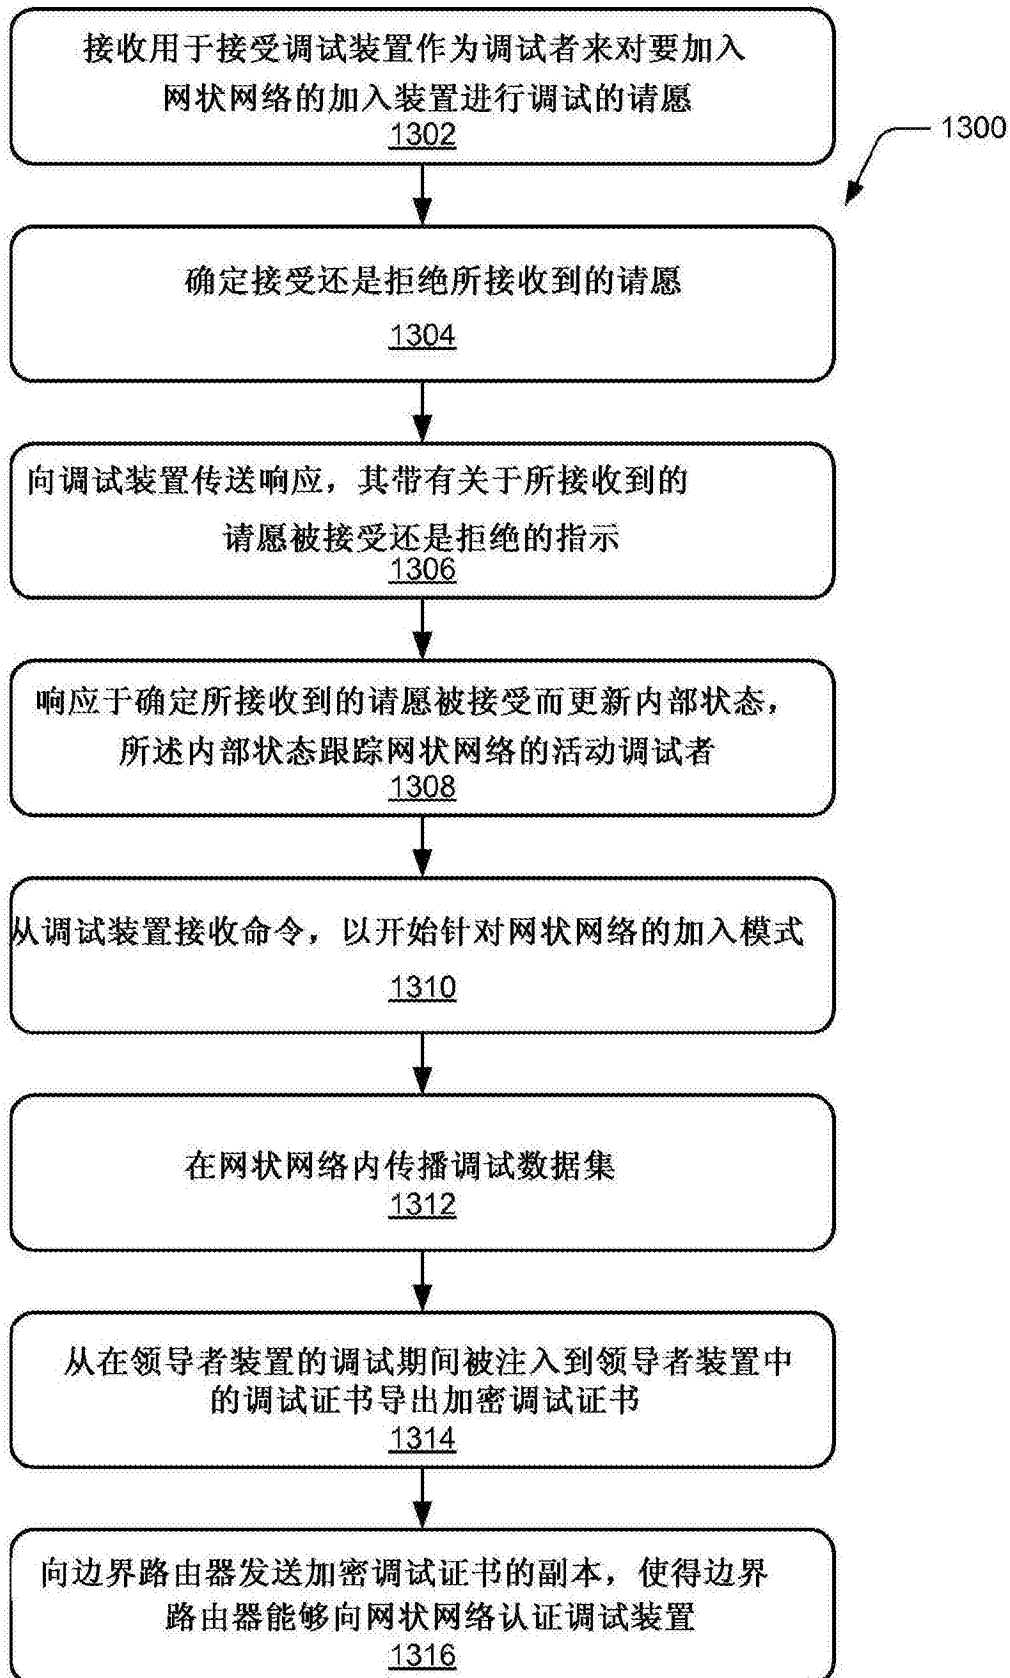 接收用于接受调试装置作为调试者来对要加入
网状网络的加入装置进行调试的请愿
1302
1300
确定接受还是拒绝所接收到的请愿
1304
向调试装置传送响应，其带有关于所接收到的
请愿被接受还是拒绝的指示
1306
响应于确定所接收到的请愿被接受而更新内部状态，
所述内部状态跟踪网状网络的活动调试者
1308
从调试装置接收命令，以开始针对网状网络的加入模式
1310
在网状网络内传播调试数据集
1312
从在领导者装置的调试期间被注入到领导者装置中
的调试证书导出加密调试证书
1314
向边界路由器发送加密调试证书的副本，使得边界
路由器能够向网状网络认证调试装置
1316